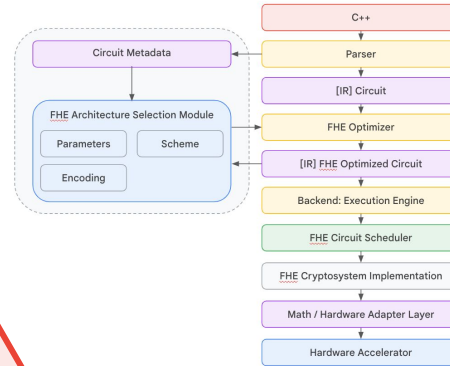 C++
Circuit Metadata
Parser
[IR] Circuit
FHE Architecture Selection Module
Parameters
Scheme
Encoding
FHE Optimizer
[IR] FHE Optimized Circuit
Backend: Execution Engine
FHE Circuit Scheduler
FHE Cryptosystem Implementation
Math / Hardware Adapter Layer
Hardware Accelerator